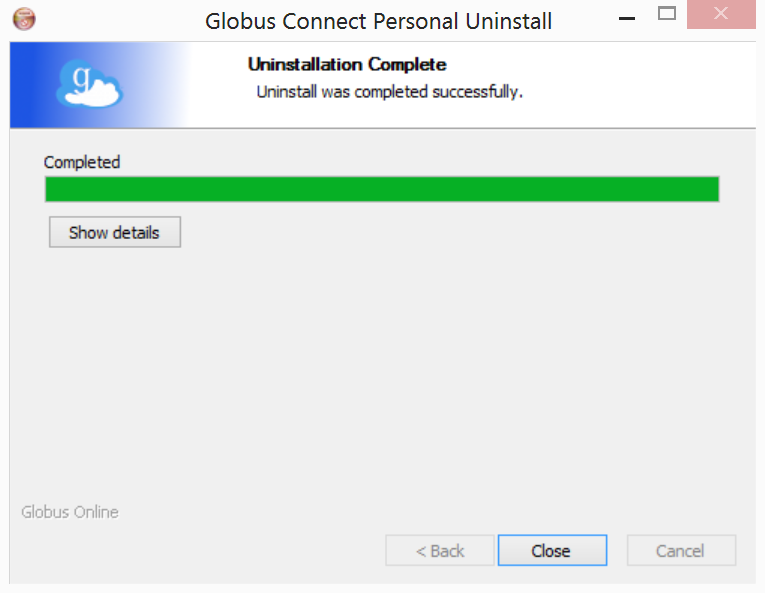 Globus Connect Personal Uninstall
g
Uninstallation Complete
Uninstall was completed successfully.
Completed
Show details
Globus Online
< Back
Close
Cancel